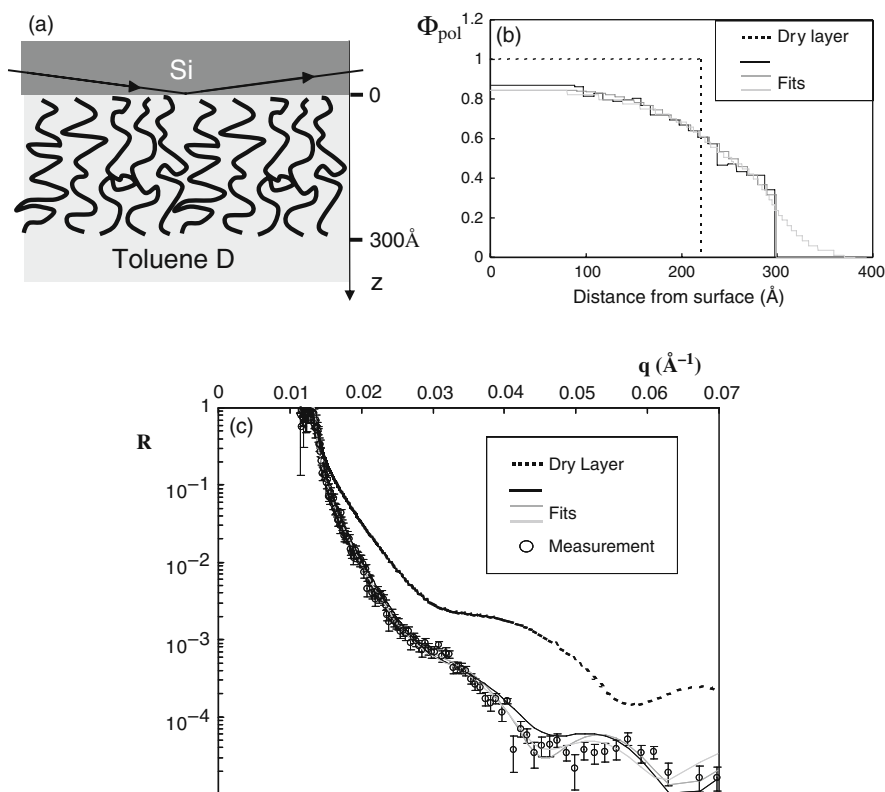 (a)
Si
0
300Å
Toluene D
z
Φpol
(b)
1.2
1
0.8
0.6
0.4
0.2
0
0 100 200 300 400
Distance from surface (Å)
Dry layer
Fits
q (Å⁻¹)
0 0.01 0.02 0.03 0.04 0.05 0.06 0.07
R
(c)
1
10⁻¹
10⁻²
10⁻³
10⁻⁴
Dry Layer
Fits
Measurement